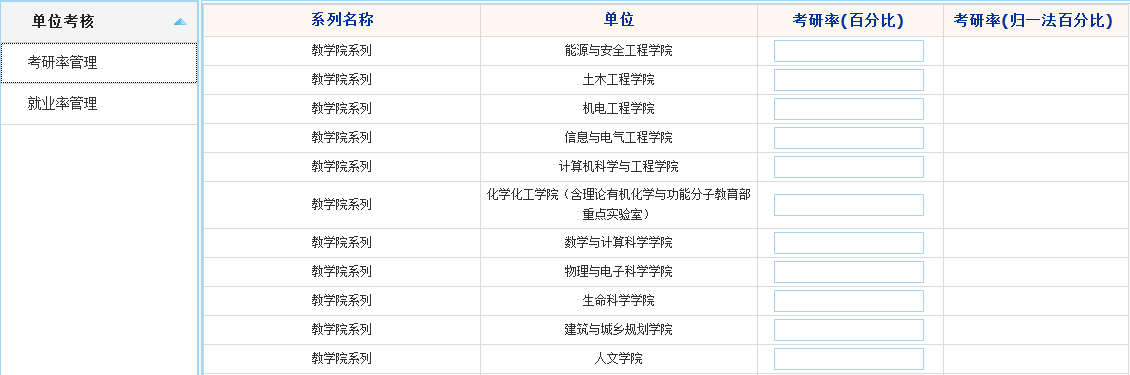 单位考核
考研率管理
就业率管理
系列名称 单位 考研率(百分比) 考研率(归一法百分比)
教学院系列 能源与安全工程学院
教学院系列 土木工程学院
教学院系列 机电工程学院
教学院系列 信息与电气工程学院
教学院系列 计算机科学与工程学院
教学院系列 化学化工学院（含理论有机化学与功能分子教育部
重点实验室）
教学院系列 数学与计算科学学院
教学院系列 物理与电子科学学院
教学院系列 生命科学学院
教学院系列 建筑与城乡规划学院
教学院系列 人文学院